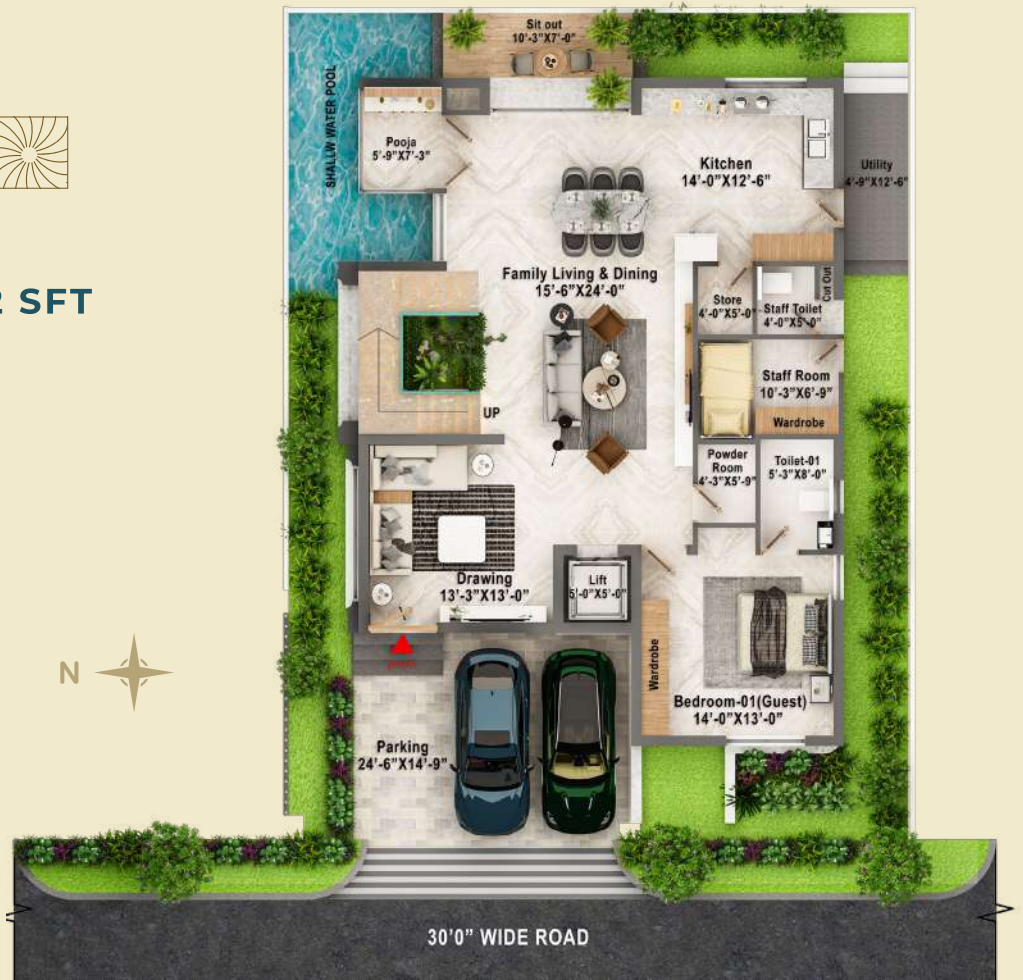 Sit out
10'-3"X7'-0"
SHALLW WATER POOL
Pooja
5'-9"X7'-3"
Kitchen
14'-0"X12'-6"
Utility
4'-9"X12'-6"
SFT
Family Living & Dining
15'-6"X24'-0"
Store
4'-0"X5'-0"
Staff Toilet
4'-0"X5'-0"
Cut Out
Staff Room
10'-3"X6'-9"
Wardrobe
UP
Powder
Room
4'-3"X5'-9"
Toilet-01
5'-3"X8'-0"
Drawing
13'-3"X13'-0"
Lift
5'-0"X5'-0"
N
Wardrobe
Bedroom-01(Guest)
14'-0"X13'-0"
Parking
24'-6"X14'-9"
30'0" WIDE ROAD